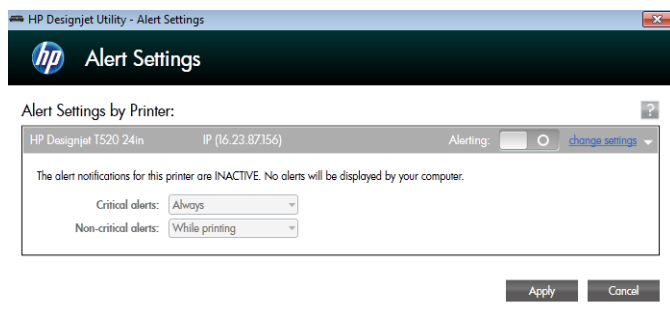 HP Designjet Utility - Alert Settings
hp Alert Settings
Alert Settings by Printer: ?
HP Designjet T520 24in IP (16.23.87.156) Alerting: O change settings
The alert notifications for this printer are INACTIVE. No alerts will be displayed by your computer.
Critical alerts: Always
Non-critical alerts: While printing
Apply Cancel